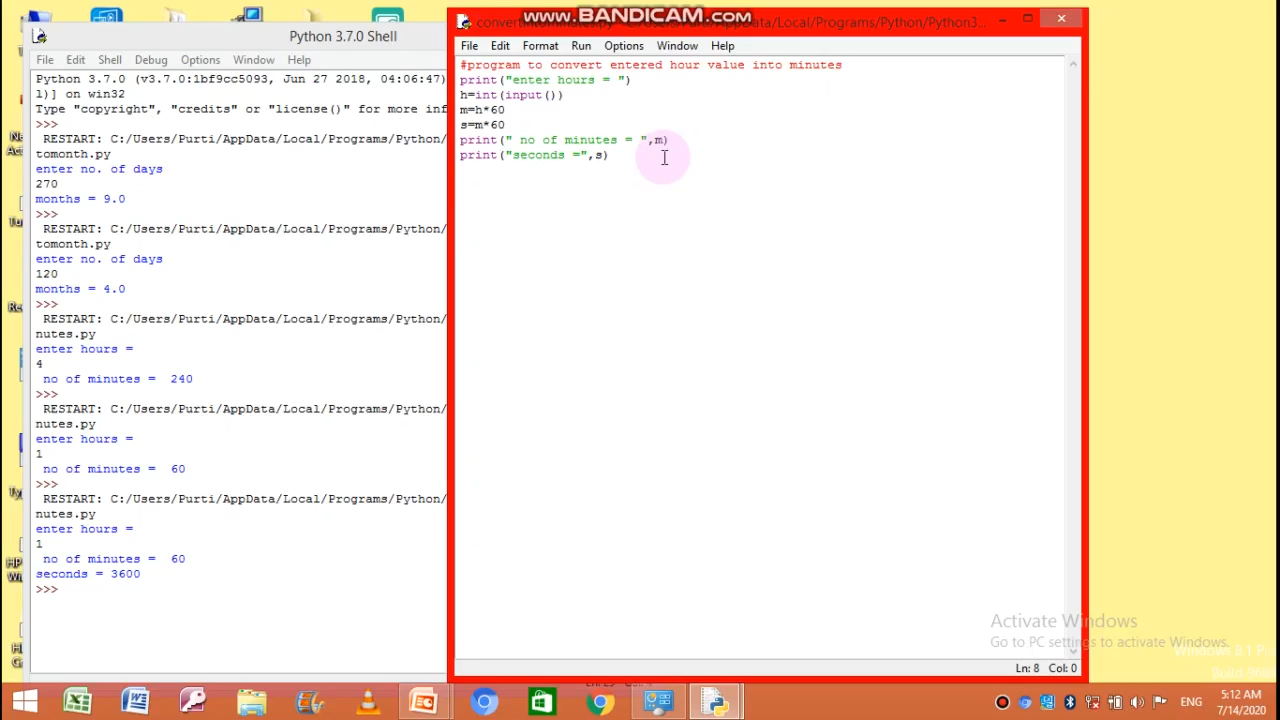 www.BANDICAM.com
Python 3.7.0 Shell
File Edit Shell Debug Options Window Help
Python 3.7.0 (v3.7.0:1bf9cc5093, Jun 27 2018, 04:06:47)
1)] on win32
Type "copyright", "credits" or "license()" for more inf
>>>
RESTART: C:/Users/Purti/AppData/Local/Programs/Python/
tomonth.py
enter no. of days
270
months = 9.0
>>>
RESTART: C:/Users/Purti/AppData/Local/Programs/Python/
tomonth.py
enter no. of days
120
months = 4.0
>>>
RESTART: C:/Users/Purti/AppData/Local/Programs/Python/
nutes.py
enter hours =
4
no of minutes =  240
>>>
RESTART: C:/Users/Purti/AppData/Local/Programs/Python/
nutes.py
enter hours =
1
no of minutes =  60
>>>
RESTART: C:/Users/Purti/AppData/Local/Programs/Python/
nutes.py
enter hours =
1
no of minutes =  60
seconds = 3600
>>>
File Edit Format Run Options Window Help
#program to convert entered hour value into minutes
print("enter hours = ")
h=int(input())
m=h*60
s=m*60
print(" no of minutes = ",m)
print("seconds =",s)
Ln: 8 Col: 0
Activate Windows
Go to PC settings to activate Windows.
Windows 8.1 Pr
ENG
5:12 AM
7/14/2020